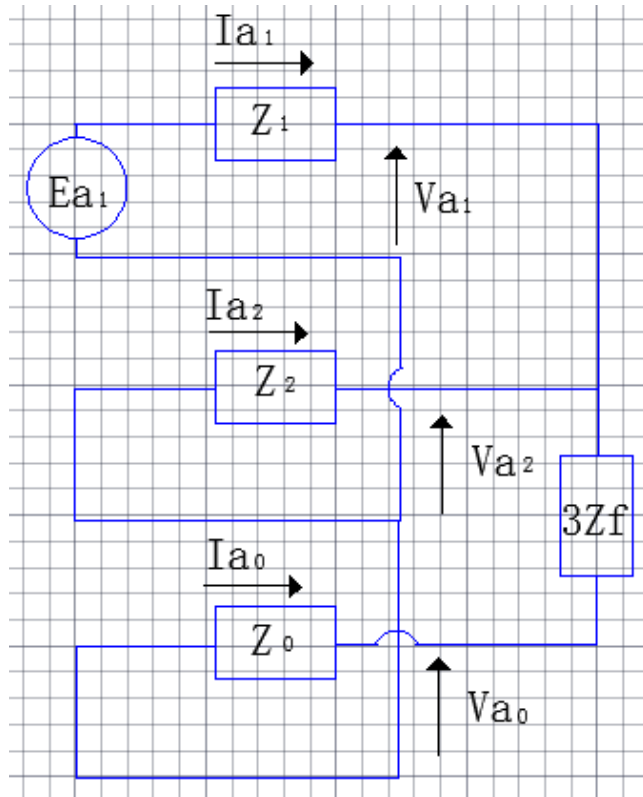 Ia₁
Z₁
Ea₁
Va₁
Ia₂
Z₂
Va₂
3Zf
Ia₀
Z₀
Va₀